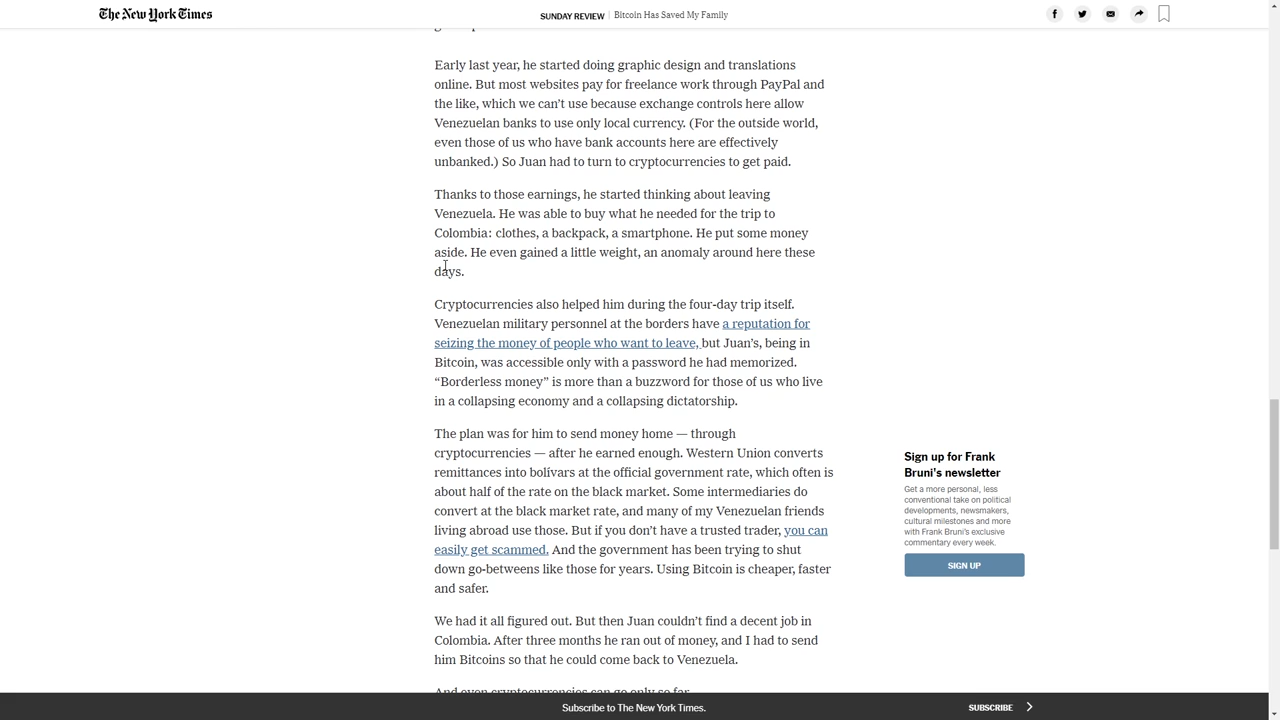 The New York Times
SUNDAY REVIEW | Bitcoin Has Saved My Family
Early last year, he started doing graphic design and translations
online. But most websites pay for freelance work through PayPal and
the like, which we can’t use because exchange controls here allow
Venezuelan banks to use only local currency. (For the outside world,
even those of us who have bank accounts here are effectively
unbanked.) So Juan had to turn to cryptocurrencies to get paid.
Thanks to those earnings, he started thinking about leaving
Venezuela. He was able to buy what he needed for the trip to
Colombia: clothes, a backpack, a smartphone. He put some money
aside. He even gained a little weight, an anomaly around here these
days.
Cryptocurrencies also helped him during the four-day trip itself.
Venezuelan military personnel at the borders have a reputation for
seizing the money of people who want to leave, but Juan’s, being in
Bitcoin, was accessible only with a password he had memorized.
“Borderless money” is more than a buzzword for those of us who live
in a collapsing economy and a collapsing dictatorship.
The plan was for him to send money home — through
cryptocurrencies — after he earned enough. Western Union converts
remittances into bolívars at the official government rate, which often is
about half of the rate on the black market. Some intermediaries do
convert at the black market rate, and many of my Venezuelan friends
living abroad use those. But if you don’t have a trusted trader, you can
easily get scammed. And the government has been trying to shut
down go-betweens like those for years. Using Bitcoin is cheaper, faster
and safer.
We had it all figured out. But then Juan couldn’t find a decent job in
Colombia. After three months he ran out of money, and I had to send
him Bitcoins so that he could come back to Venezuela.
And even cryptocurrencies can go only so far.
Sign up for Frank
Bruni’s newsletter
Get a more personal, less
conventional take on political
developments, newsmakers,
cultural milestones and more
with Frank Bruni’s exclusive
commentary every week.
SIGN UP
Subscribe to The New York Times.
SUBSCRIBE